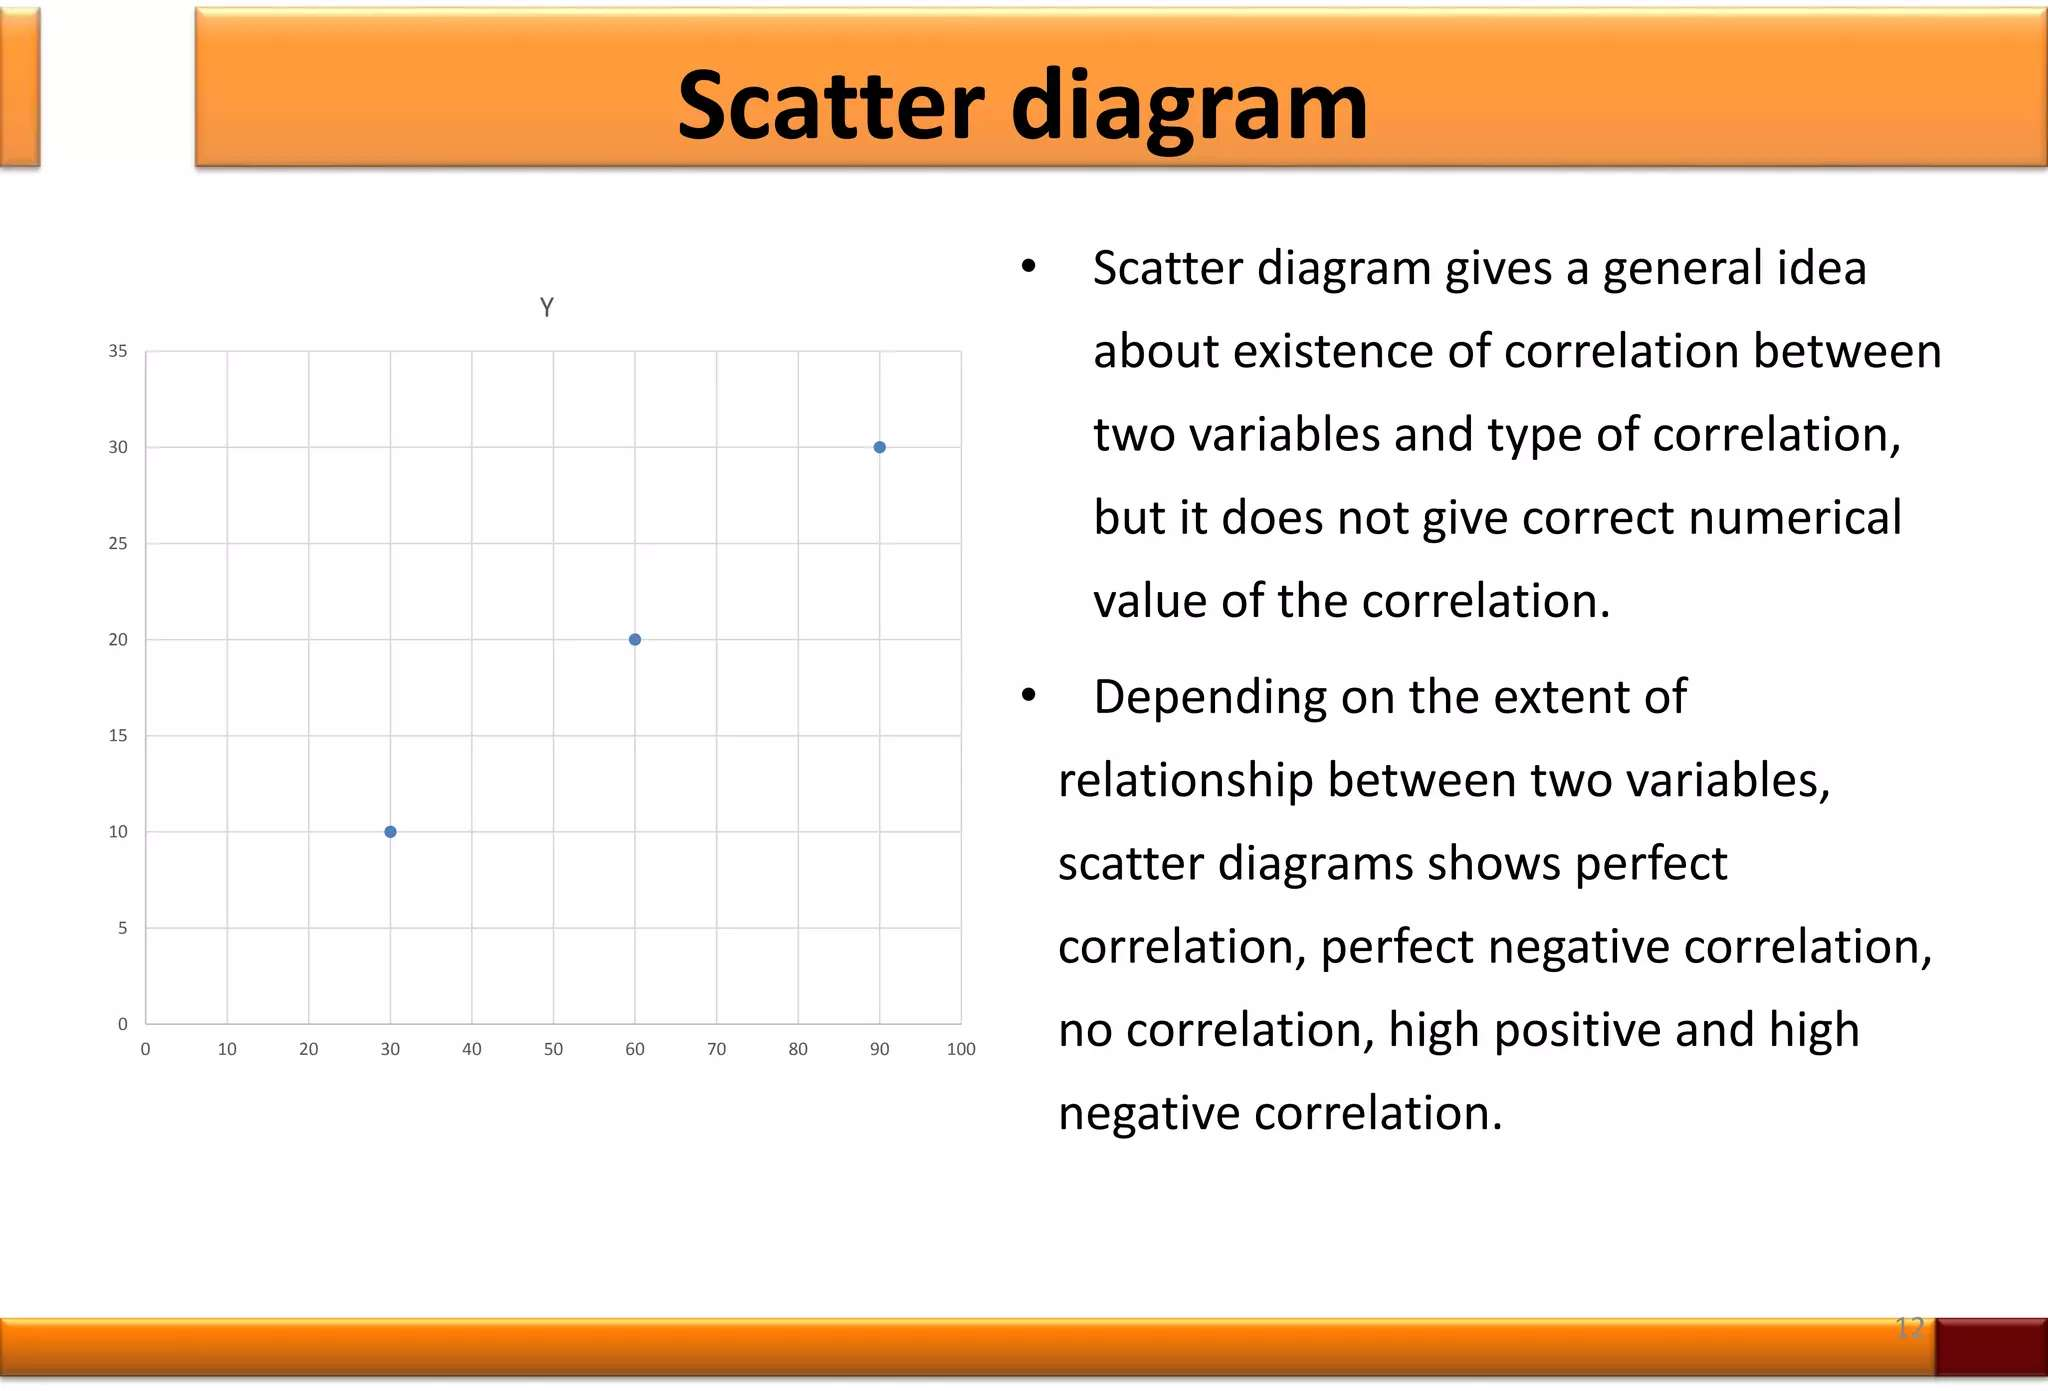 Scatter diagram
Y
35
30
25
20
15
10
5
0
0 10 20 30 40 50 60 70 80 90 100
• Scatter diagram gives a general idea
about existence of correlation between
two variables and type of correlation,
but it does not give correct numerical
value of the correlation.
• Depending on the extent of
relationship between two variables,
scatter diagrams shows perfect
correlation, perfect negative correlation,
no correlation, high positive and high
negative correlation.
12